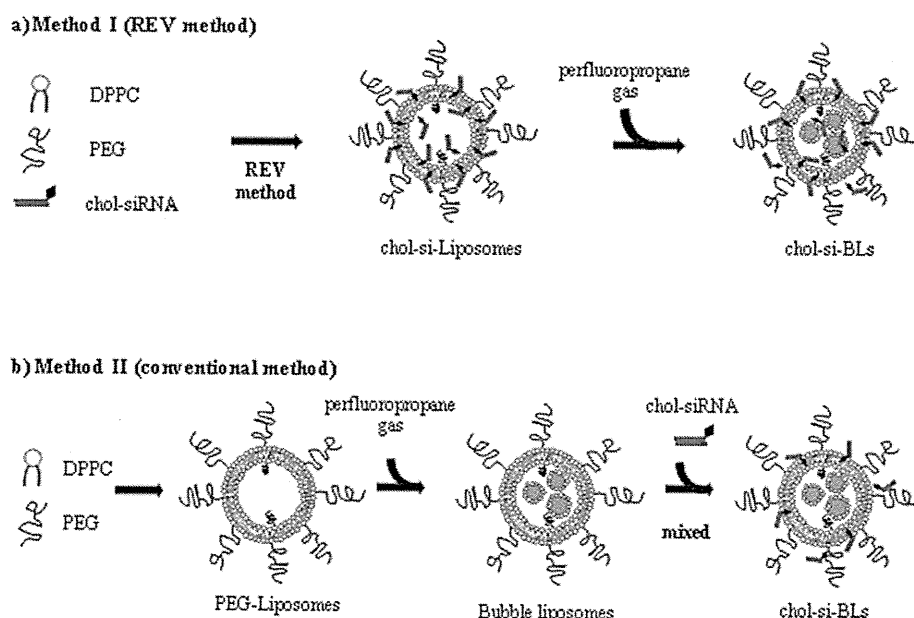 a) Method I (REV method)
DPPC
PEG
chol-siRNA
REV
method
chol-si-Liposomes
perfluoropropane
gas
chol-si-BLs
b) Method II (conventional method)
DPPC
PEG
PEG-Liposomes
perfluoropropane
gas
Bubble liposomes
chol-siRNA
mixed
chol-si-BLs